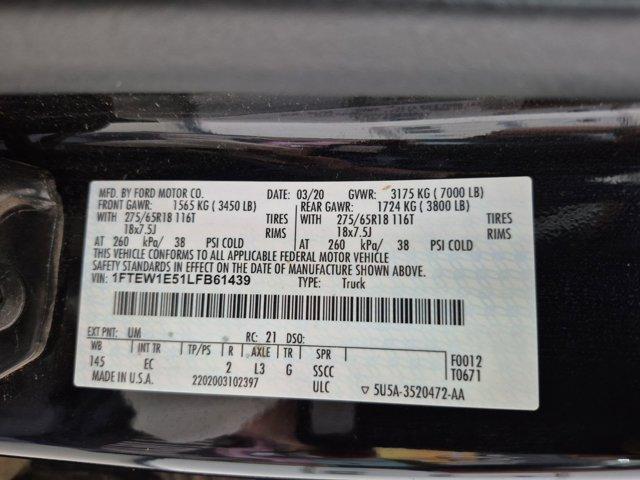 MFD. BY FORD MOTOR CO. DATE: 03/20 GVWR: 3175 KG ( 7000 LB)
FRONT GAWR: 1565 KG ( 3450 LB) REAR GAWR: 1724 KG ( 3800 LB)
WITH 275/65R18 116T TIRES WITH 275/65R18 116T TIRES
18x7.5J RIMS 18x7.5J RIMS
AT 260 kPa/ 38 PSI COLD AT 260 kPa/ 38 PSI COLD
THIS VEHICLE CONFORMS TO ALL APPLICABLE FEDERAL MOTOR VEHICLE
SAFETY STANDARDS IN EFFECT ON THE DATE OF MANUFACTURE SHOWN ABOVE.
VIN: 1FTEW1E51LFB61439 TYPE: Truck
EXT PNT: UM RC: 21 DSO:
WB INT TR TP/PS R AXLE TR SPR F0012
145 EC 2 L3 G SSCC T0671
MADE IN U.S.A. 2202003102397 ULC ▽ 5U5A-3520472-AA